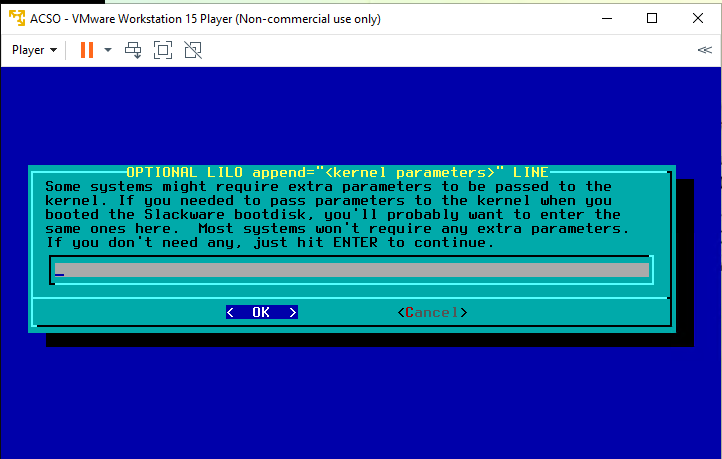 ACSO - VMware Workstation 15 Player (Non-commercial use only)
Player
OPTIONAL LILO append="<kernel parameters>" LINE
Some systems might require extra parameters to be passed to the
kernel. If you needed to pass parameters to the kernel when you
booted the Slackware bootdisk, you'll probably want to enter the
same ones here.  Most systems won't require any extra parameters.
If you don't need any, just hit ENTER to continue.
<  OK  > <Cancel>